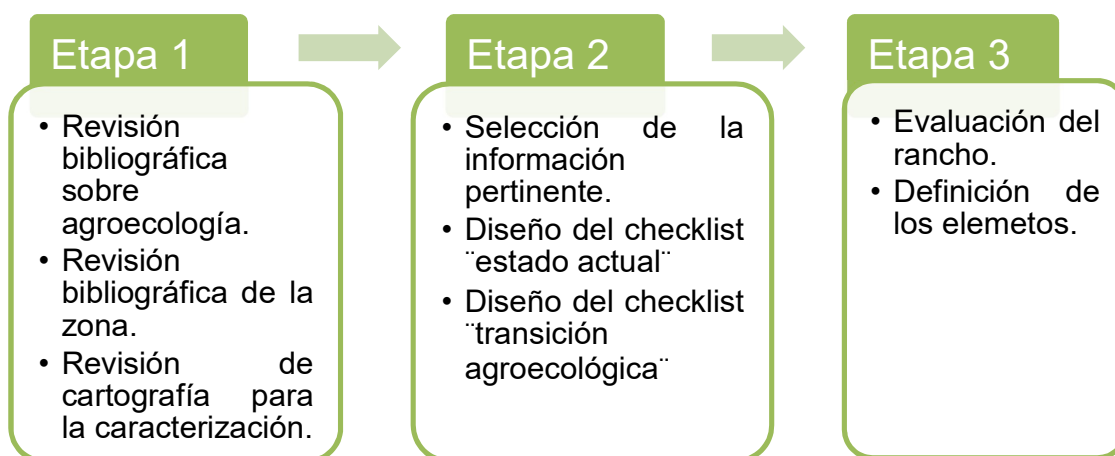 Etapa 1
• Revisión
bibliográfica
sobre
agroecología.
• Revisión
bibliográfica de la
zona.
• Revisión de
cartografía para
la caracterización.
Etapa 2
• Selección de la
información
pertinente.
• Diseño del checklist
¨estado actual¨
• Diseño del checklist
¨transición
agroecológica¨
Etapa 3
• Evaluación del
rancho.
• Definición de
los elemetos.